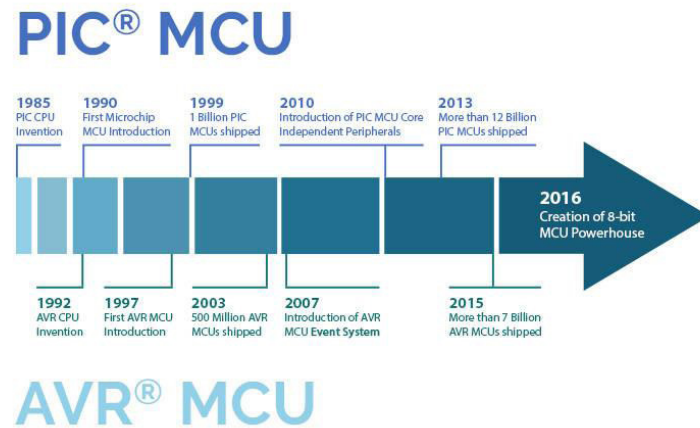 PIC® MCU
1985
PIC CPU
Invention
1990
First Microchip
MCU Introduction
1999
1 Billion PIC
MCUs shipped
2010
Introduction of PIC MCU Core
Independent Peripherals
2013
More than 12 Billion
PIC MCUs shipped
2016
Creation of 8-bit
MCU Powerhouse
1992
AVR CPU
Invention
1997
First AVR MCU
Introduction
2003
500 Million AVR
MCUs shipped
2007
Introduction of AVR
MCU Event System
2015
More than 7 Billion
AVR MCUs shipped
AVR® MCU